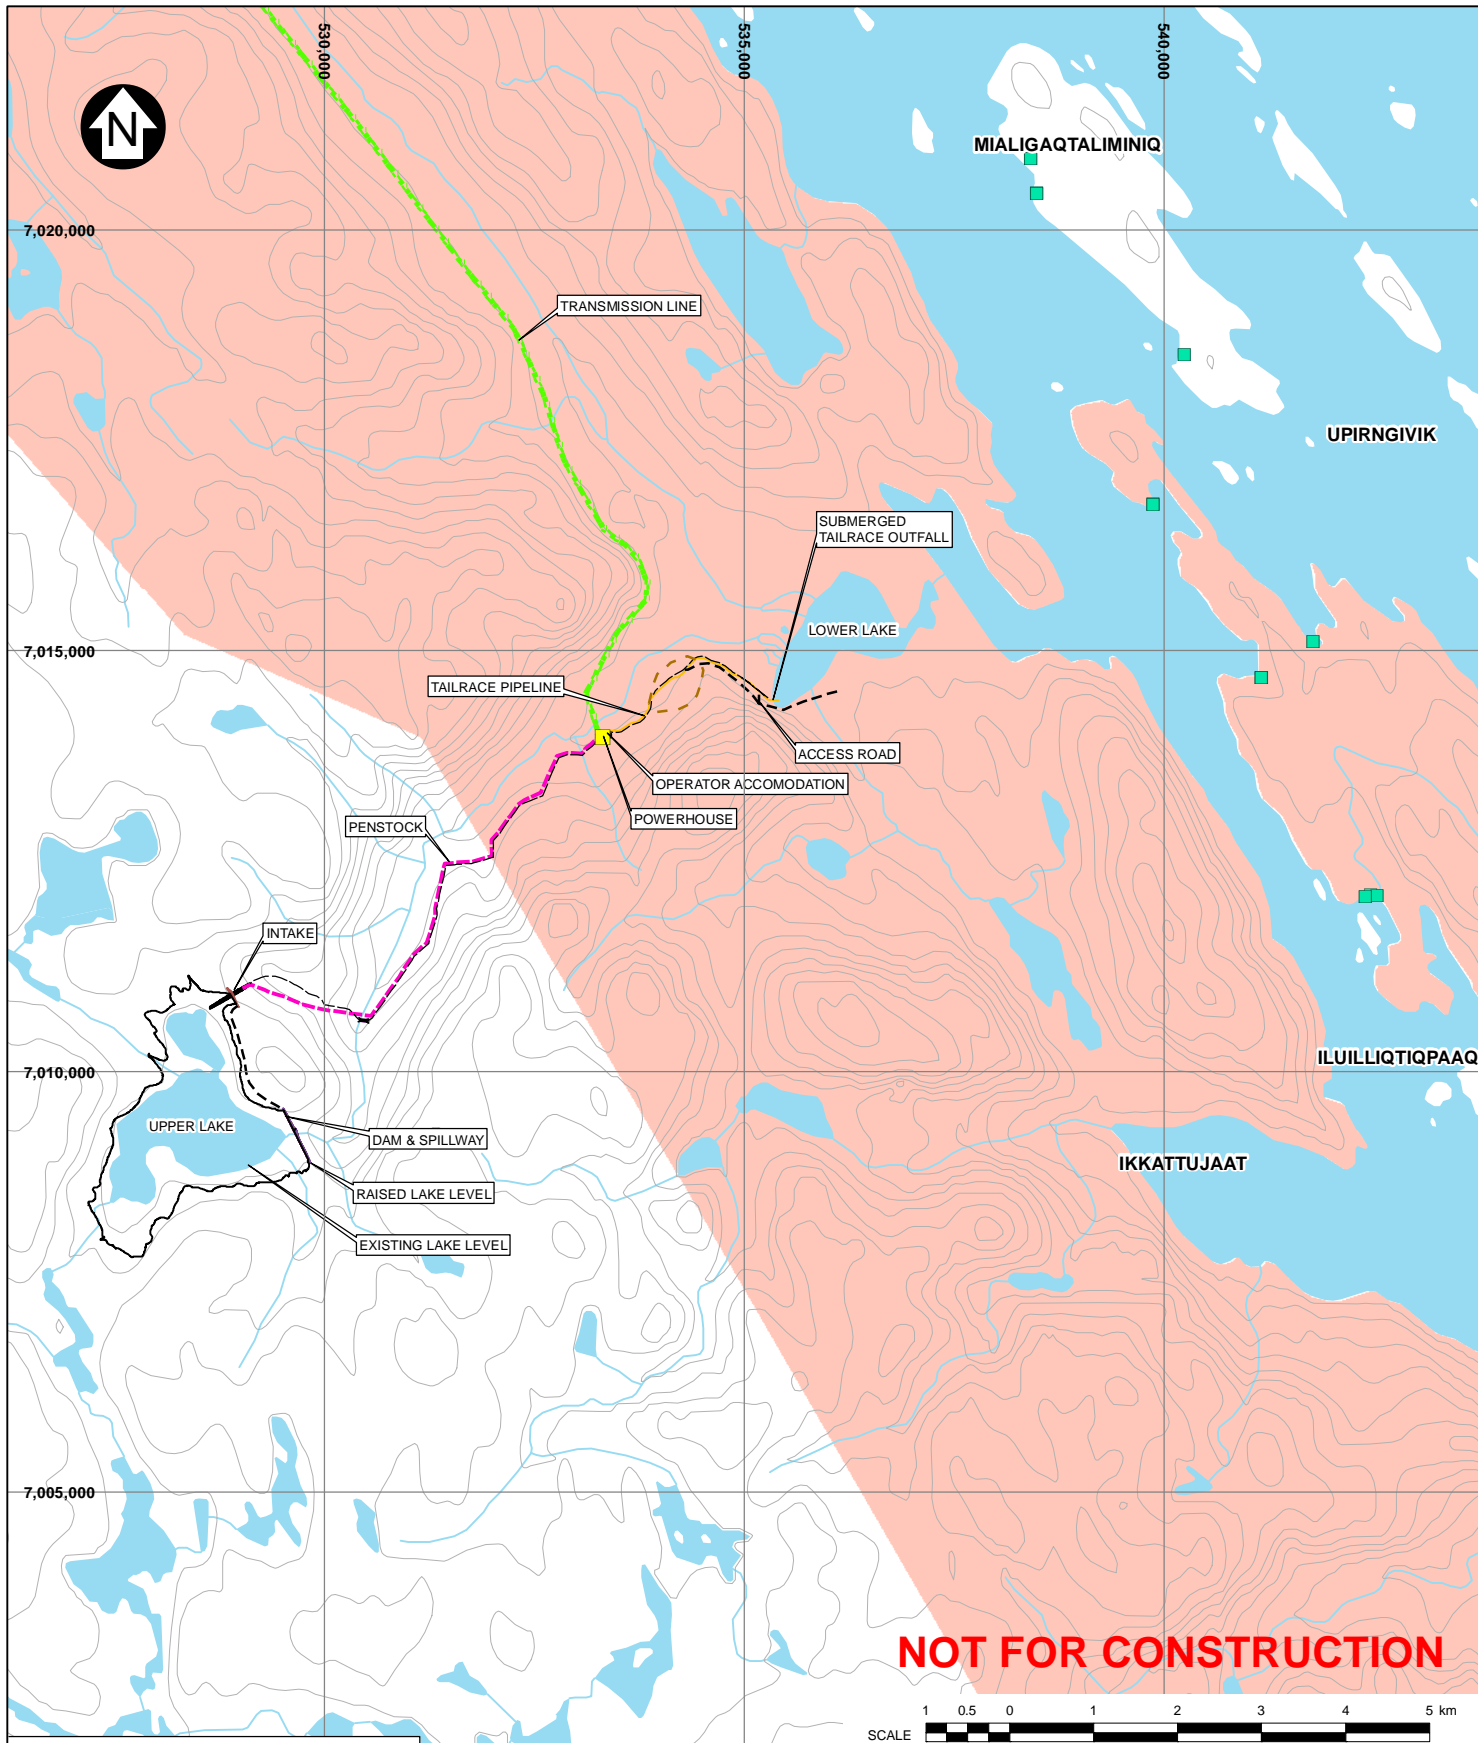 530,000
535,000
540,000
N
MIALIGAQTALIMINIQ
7,020,000
TRANSMISSION LINE
UPIRNGIVIK
SUBMERGED
TAILRACE OUTFALL
LOWER LAKE
7,015,000
TAILRACE PIPELINE
ACCESS ROAD
OPERATOR ACCOMODATION
POWERHOUSE
PENSTOCK
INTAKE
ILUILLIQTIQPAAQ
7,010,000
UPPER LAKE
DAM & SPILLWAY
IKKATTUJAAT
RAISED LAKE LEVEL
EXISTING LAKE LEVEL
7,005,000
NOT FOR CONSTRUCTION
1 0.5 0 1 2 3 4 5 km
SCALE